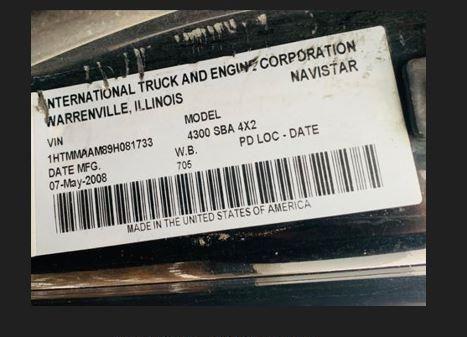 INTERNATIONAL TRUCK AND ENGINE CORPORATION
WARRENVILLE, ILLINOIS NAVISTAR
VIN MODEL
1HTMMAAM89H081733 4300 SBA 4X2
DATE MFG. W.B. PD LOC - DATE
07-May-2008 705
MADE IN THE UNITED STATES OF AMERICA